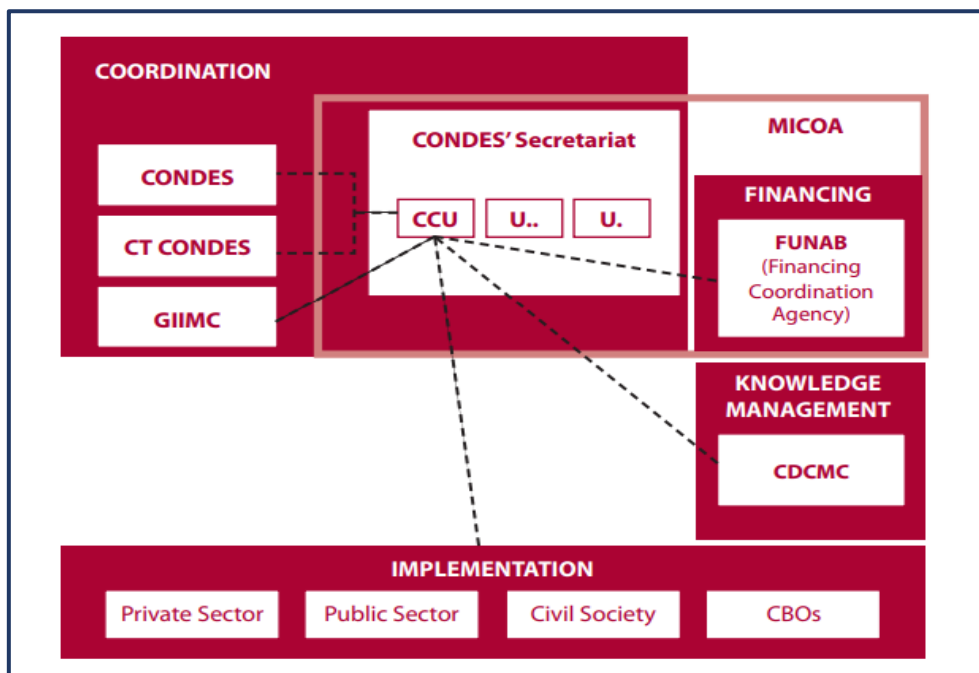 COORDINATION
CONDES
CT CONDES
GIIMC
CONDES' Secretariat
CCU
U..
U.
MICOA
FINANCING
FUNAB
(Financing
Coordination
Agency)
KNOWLEDGE
MANAGEMENT
CDCMC
IMPLEMENTATION
Private Sector
Public Sector
Civil Society
CBOs